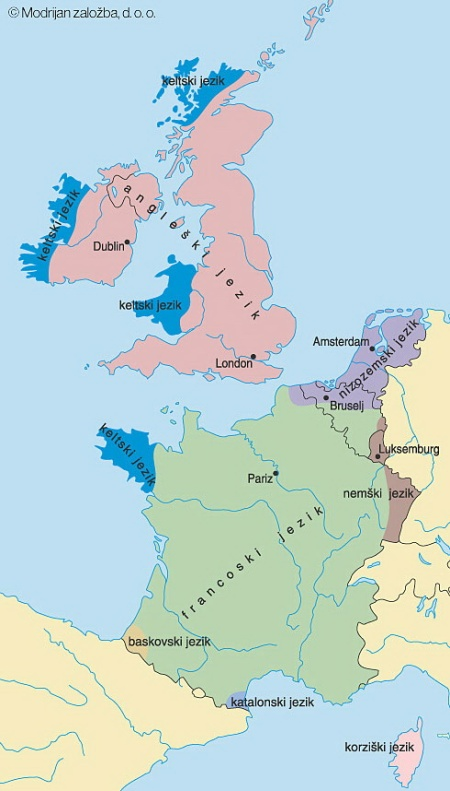 © Modrijan založba, d. o. o.
keltski jezik
angleški jezik
keltski jezik
Dublin
keltski jezik
London
Amsterdam
nizozemski jezik
Bruselj
keltski jezik
Luksemburg
Pariz
nemški jezik
francoski jezik
baskovski jezik
katalonski jezik
korziški jezik